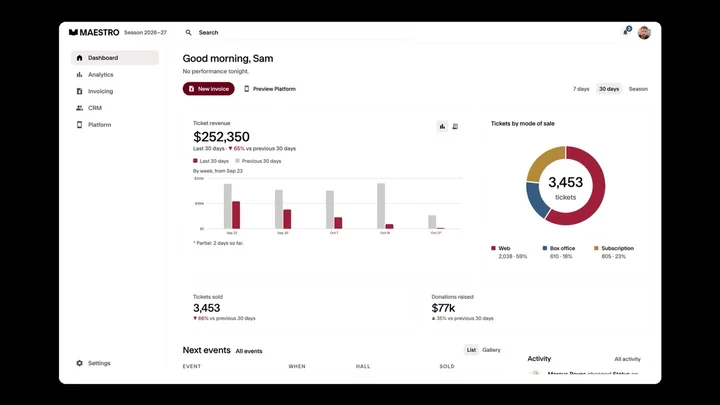 MAESTRO Season 2026–27
Search
Dashboard
Analytics
Invoicing
CRM
Platform
Settings
Good morning, Sam
No performance tonight.
New invoice
Preview Platform
7 days 30 days Season
Ticket revenue
$252,350
Last 30 days · ▼ 65% vs previous 30 days
Last 30 days Previous 30 days
By week, from Sep 23
$0
Sep 23 Sep 30 Oct 7 Oct 14 Oct 21*
* Partial: 2 days so far.
Tickets by mode of sale
3,453
tickets
Web Box office Subscription
2,038 · 59% 610 · 18% 805 · 23%
Tickets sold
3,453
▼ 66% vs previous 30 days
Donations raised
$77k
▲ 35% vs previous 30 days
Next events All events
List Gallery
EVENT WHEN HALL SOLD
Activity All activity